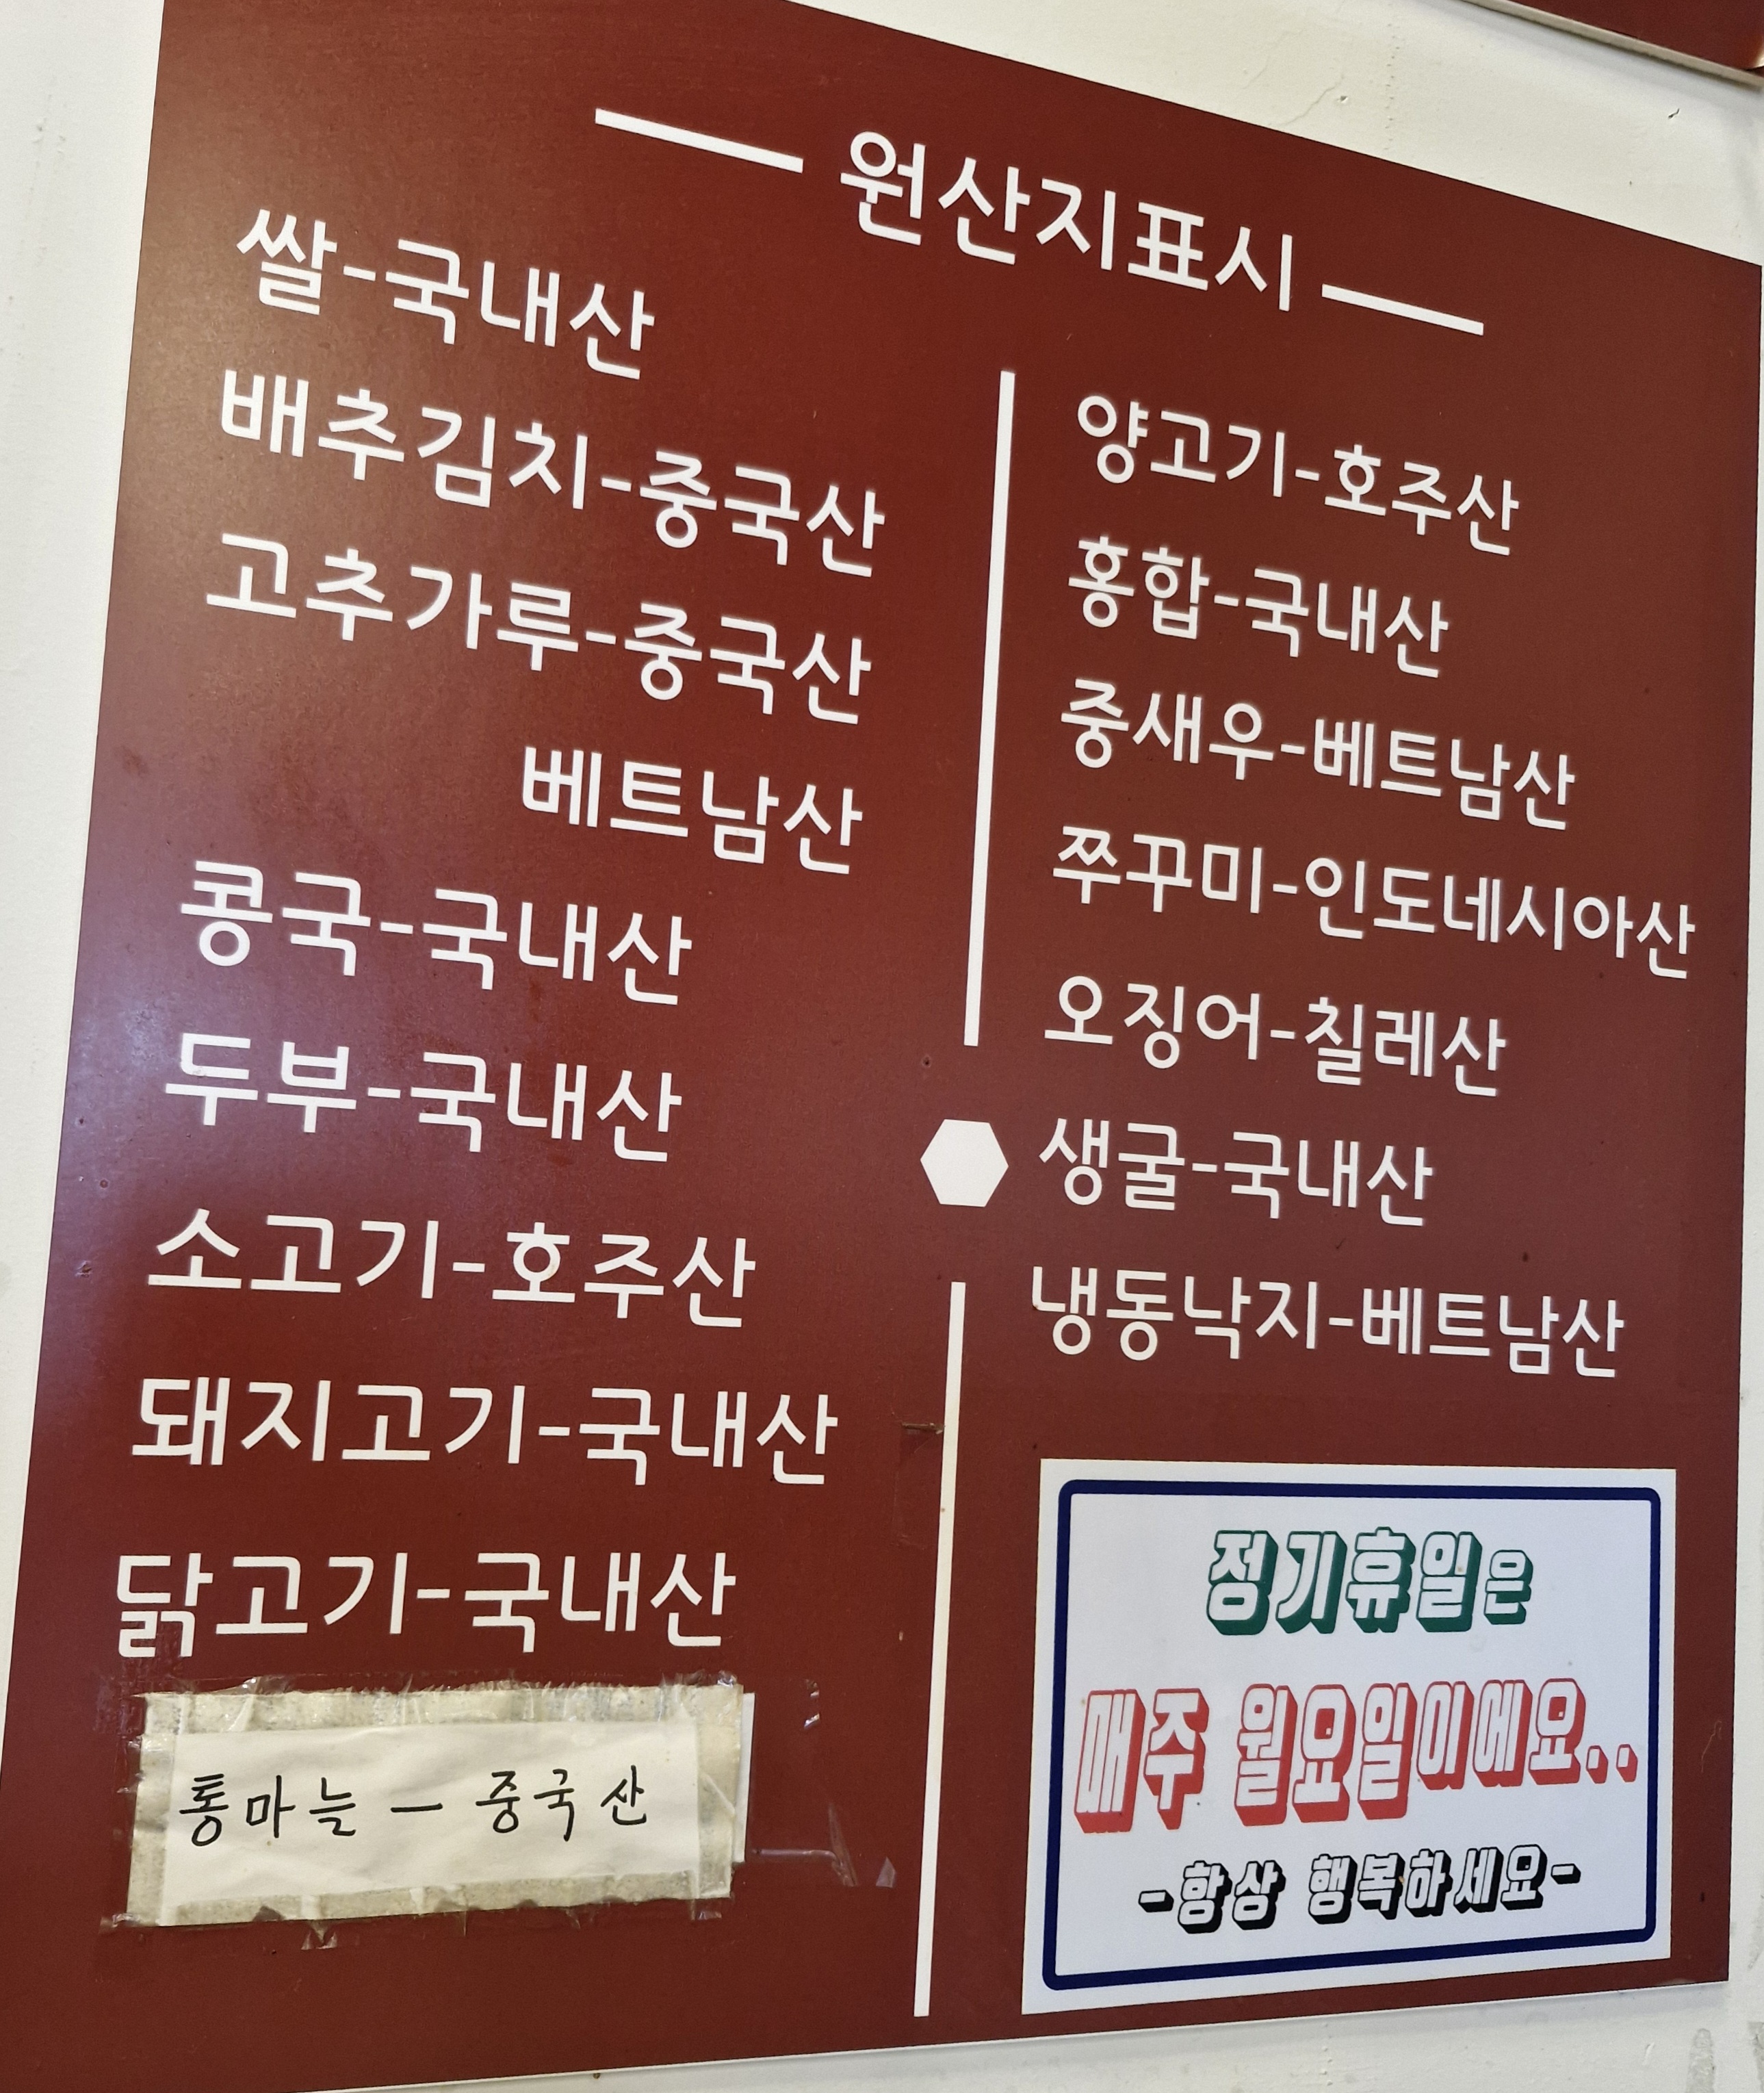 원산지표시
쌀-국내산
배추김치-중국산
고추가루-중국산
베트남산
콩국-국내산
두부-국내산
소고기-호주산
돼지고기-국내산
닭고기-국내산
통마늘 - 중국산
양고기-호주산
홍합-국내산
중새우-베트남산
쭈꾸미-인도네시아산
오징어-칠레산
생굴-국내산
냉동낙지-베트남산
정기휴일은
매주 월요일이에요..
-항상 행복하세요-